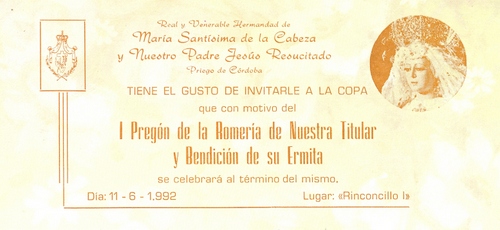 Real y Venerable Hermandad de
María Santísima de la Cabeza
y Nuestro Padre Jesús Resucitado
Priego de Córdoba
TIENE EL GUSTO DE INVITARLE A LA COPA
que con motivo del
I Pregón de la Romería de Nuestra Titular
y Bendición de su Ermita
se celebrará al término del mismo.
Dia: 11 - 6 - 1.992 Lugar: «Rinconcillo I»